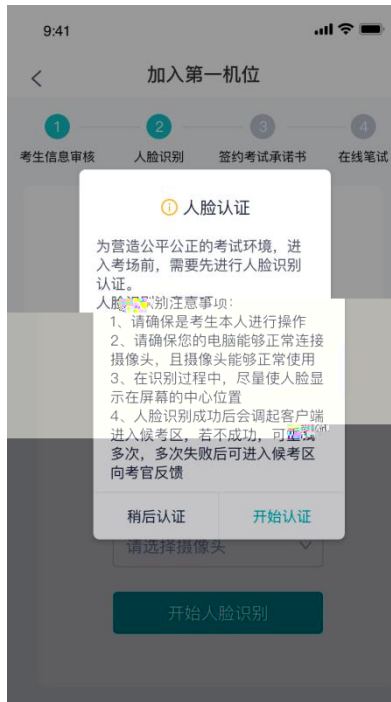 9:41
加入第一机位
1
2
3
4
考生信息审核
人脸识别
签约考试承诺书
在线笔试
人脸认证
为营造公平公正的考试环境，进
入考场前，需要先进行人脸识别
认证。
人脸识别注意事项：
1、请确保是考生本人进行操作
2、请确保您的电脑能够正常连接
摄像头，且摄像头能够正常使用
3、在识别过程中，尽量使人脸显
示在屏幕的中心位置
4、人脸识别成功后会调起客户端
进入候考区，若不成功，可
多次，多次失败后可进入候考区
向考官反馈
稍后认证
开始认证
请选择摄像头
开始人脸识别